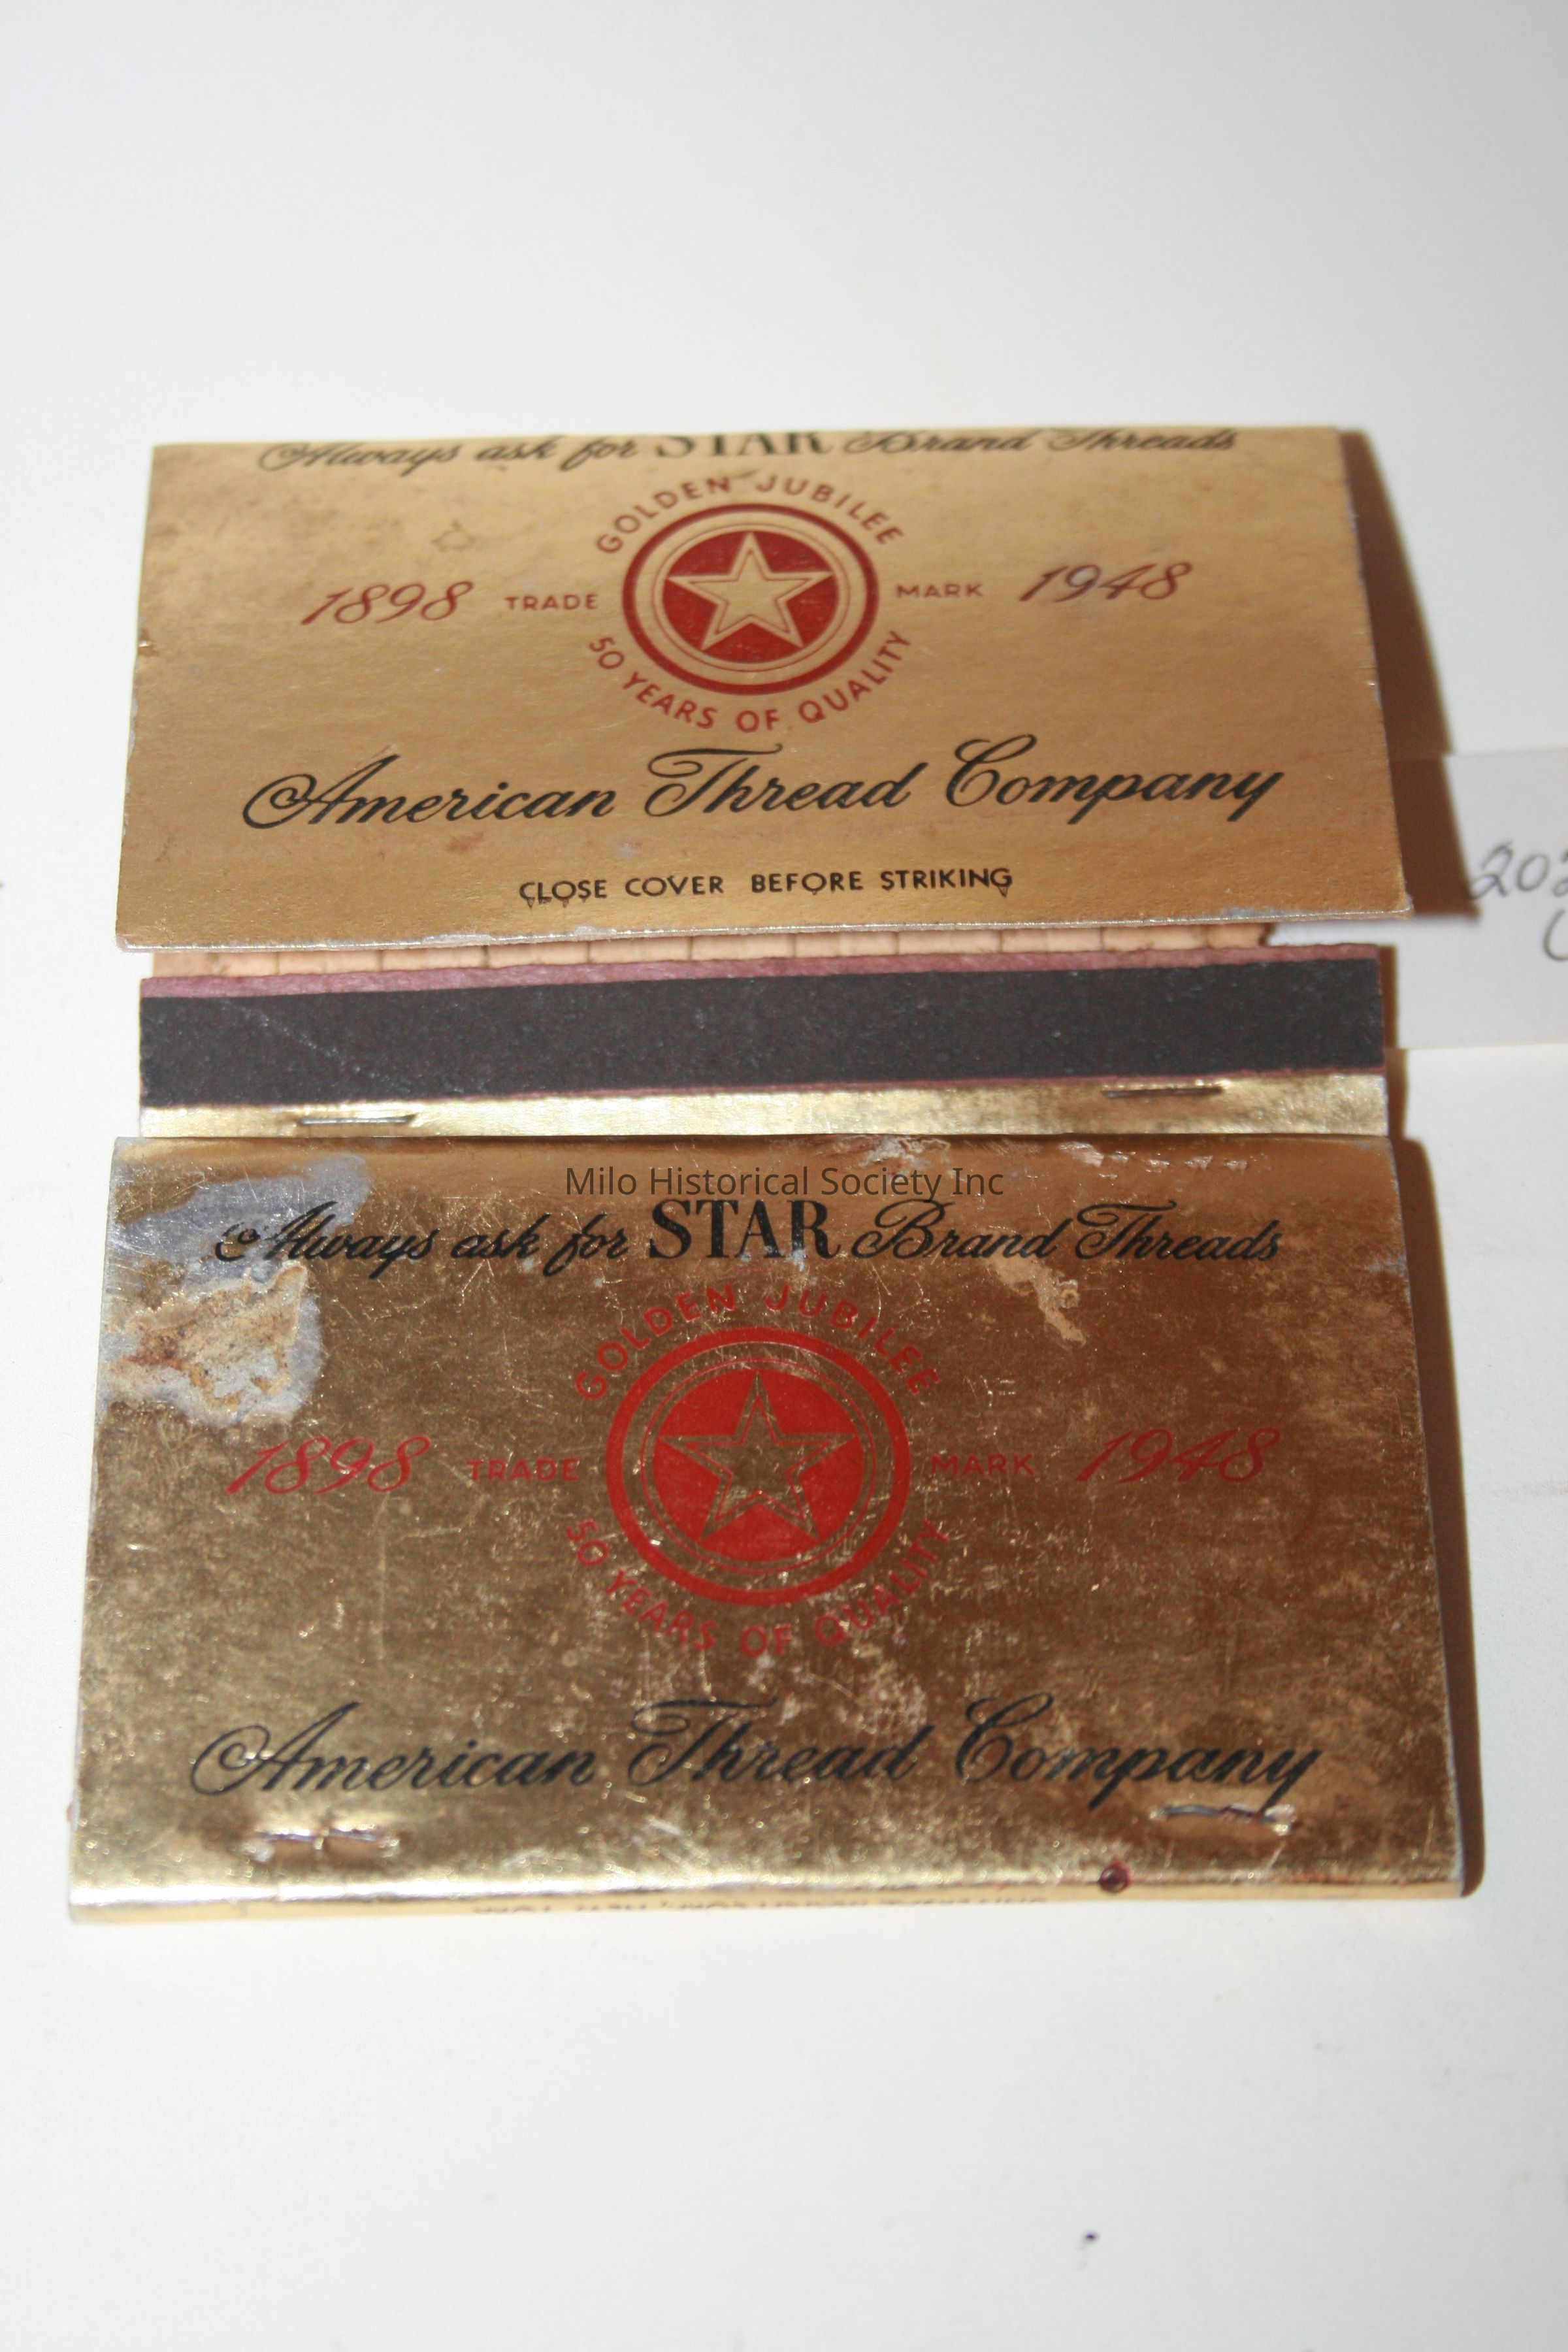 Always ask for STAR Brand Threads
GOLDEN JUBILEE
1898 TRADE MARK 1948
50 YEARS OF QUALITY
American Thread Company
CLOSE COVER BEFORE STRIKING
Milo Historical Society Inc
Always ask for STAR Brand Threads
GOLDEN JUBILEE
1898 TRADE MARK 1948
50 YEARS OF QUALITY
American Thread Company